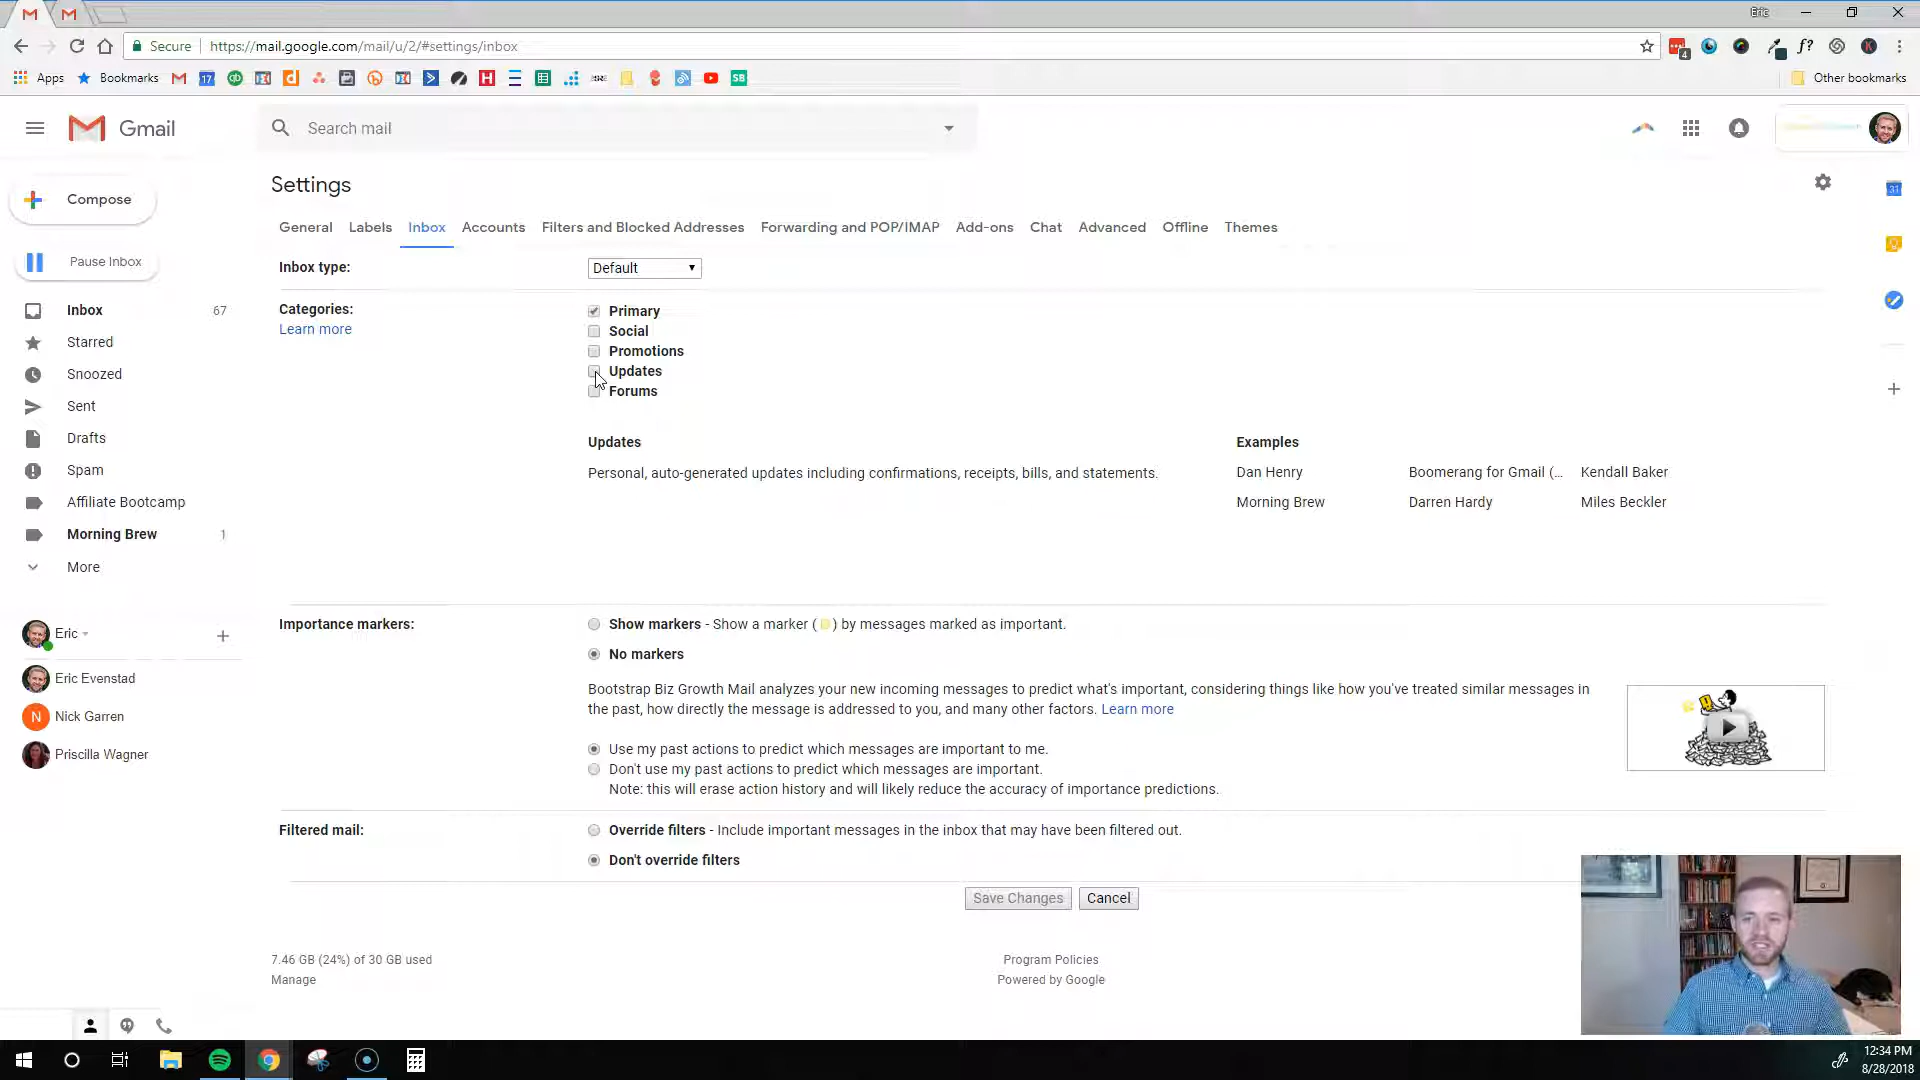 Eric
Secure
https://mail.google.com/mail/u/2/#settings/inbox
4
f?
K
Apps
Bookmarks
17
H
SB
Other bookmarks
Gmail
Search mail
Compose
Settings
31
General
Labels
Inbox
Accounts
Filters and Blocked Addresses
Forwarding and POP/IMAP
Add-ons
Chat
Advanced
Offline
Themes
Pause Inbox
Inbox type:
Default
Inbox 67
Starred
Snoozed
Sent
Drafts
Spam
Affiliate Bootcamp
Morning Brew 1
More
Categories:
Learn more
Primary
Social
Promotions
Updates
Forums
Updates
Personal, auto-generated updates including confirmations, receipts, bills, and statements.
Examples
Dan Henry
Boomerang for Gmail (...
Kendall Baker
Morning Brew
Darren Hardy
Miles Beckler
Eric
Eric Evenstad
N
Nick Garren
Priscilla Wagner
Importance markers:
Show markers - Show a marker ( ) by messages marked as important.
No markers
Bootstrap Biz Growth Mail analyzes your new incoming messages to predict what's important, considering things like how you've treated similar messages in
the past, how directly the message is addressed to you, and many other factors. Learn more
Use my past actions to predict which messages are important to me.
Don't use my past actions to predict which messages are important.
Note: this will erase action history and will likely reduce the accuracy of importance predictions.
Filtered mail:
Override filters - Include important messages in the inbox that may have been filtered out.
Don't override filters
Save Changes
Cancel
7.46 GB (24%) of 30 GB used
Manage
Program Policies
Powered by Google
12:34 PM
8/28/2018